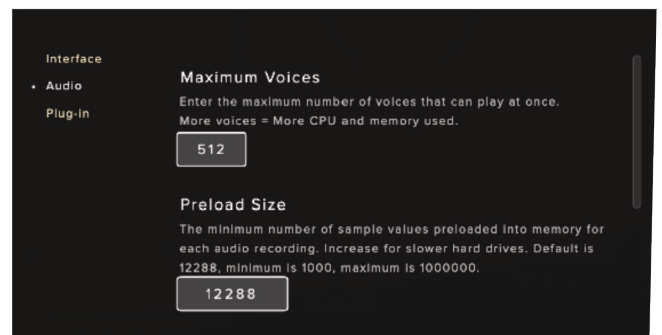 Interface
• Audio
Plug-in
Maximum Voices
Enter the maximum number of voices that can play at once.
More voices = More CPU and memory used.
512
Preload Size
The minimum number of sample values preloaded into memory for
each audio recording. Increase for slower hard drives. Default is
12288, minimum is 1000, maximum is 1000000.
12288